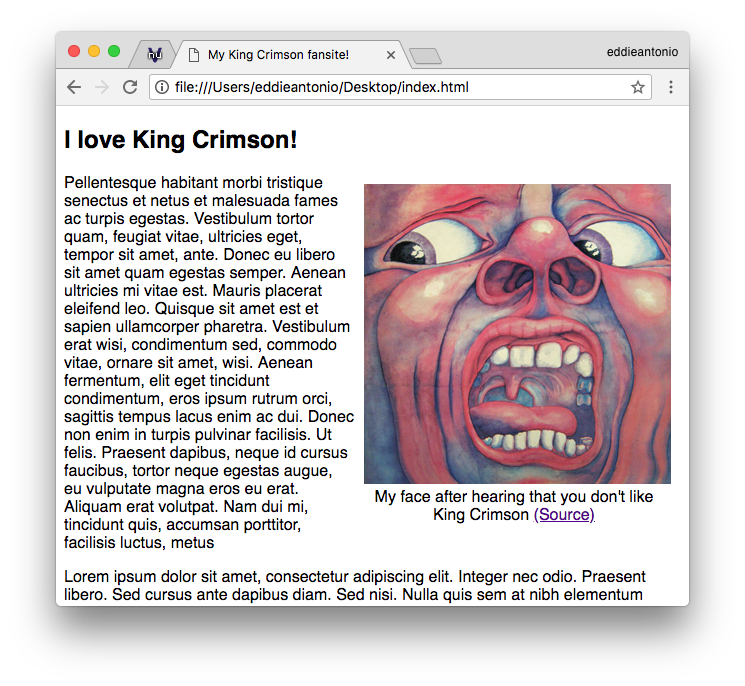 hu
My King Crimson fansite!
eddieantonio
file:///Users/eddieantonio/Desktop/index.html
I love King Crimson!
Pellentesque habitant morbi tristique
senectus et netus et malesuada fames
ac turpis egestas. Vestibulum tortor
quam, feugiat vitae, ultricies eget,
tempor sit amet, ante. Donec eu libero
sit amet quam egestas semper. Aenean
ultricies mi vitae est. Mauris placerat
eleifend leo. Quisque sit amet est et
sapien ullamcorper pharetra. Vestibulum
erat wisi, condimentum sed, commodo
vitae, ornare sit amet, wisi. Aenean
fermentum, elit eget tincidunt
condimentum, eros ipsum rutrum orci,
sagittis tempus lacus enim ac dui. Donec
non enim in turpis pulvinar facilisis. Ut
felis. Praesent dapibus, neque id cursus
faucibus, tortor neque egestas augue,
eu vulputate magna eros eu erat.
Aliquam erat volutpat. Nam dui mi,
tincidunt quis, accumsan porttitor,
facilisis luctus, metus
My face after hearing that you don't like
King Crimson (Source)
Lorem ipsum dolor sit amet, consectetur adipiscing elit. Integer nec odio. Praesent
libero. Sed cursus ante dapibus diam. Sed nisi. Nulla quis sem at nibh elementum